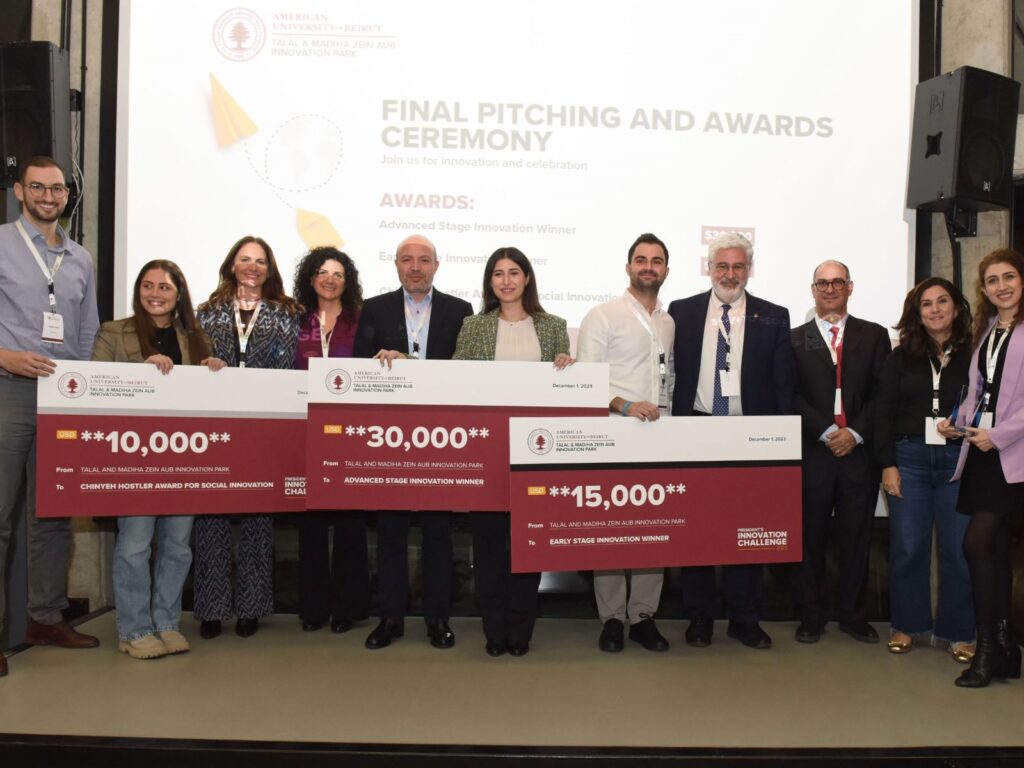 AMERICAN
UNIVERSITY OF BEIRUT
TALAL & MADIHA ZEIN AUB
INNOVATION PARK
FINAL PITCHING AND AWARDS
CEREMONY
Join us for innovation and celebration
AWARDS:
Advanced Stage Innovation Winner
AMERICAN
UNIVERSITY OF BEIRUT
TALAL & MADIHA ZEIN AUB
INNOVATION PARK
USD **10,000**
From TALAL AND MADIHA ZEIN AUB INNOVATION PARK
To CHINYEH HOSTLER AWARD FOR SOCIAL INNOVATION
AMERICAN
UNIVERSITY OF BEIRUT
TALAL & MADIHA ZEIN AUB
INNOVATION PARK
December 1, 2023
USD **30,000**
From TALAL AND MADIHA ZEIN AUB INNOVATION PARK
To ADVANCED STAGE INNOVATION WINNER
AMERICAN
UNIVERSITY OF BEIRUT
TALAL & MADIHA ZEIN AUB
INNOVATION PARK
December 1, 2023
USD **15,000**
From TALAL AND MADIHA ZEIN AUB INNOVATION PARK
To EARLY STAGE INNOVATION WINNER
PRESIDENT'S
INNOVATION
CHALLENGE